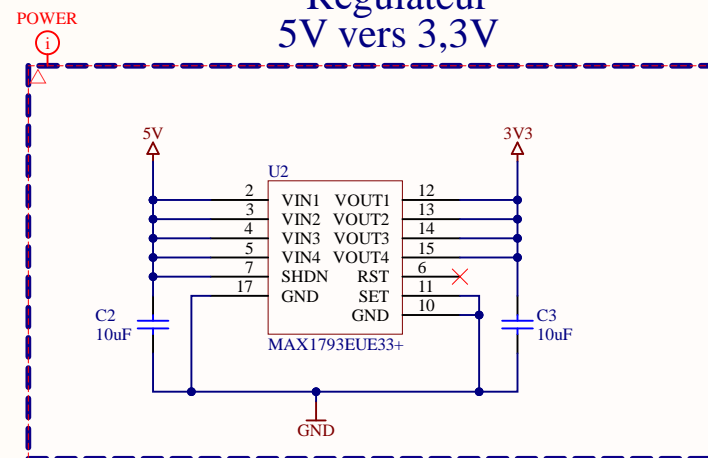 Régulateur
5V vers 3,3V
POWER
i
5V
3V3
U2
2 VIN1 VOUT1 12
3 VIN2 VOUT2 13
4 VIN3 VOUT3 14
5 VIN4 VOUT4 15
7 SHDN RST 6
17 GND SET 11
GND 10
C2
10uF
C3
10uF
MAX1793EUE33+
GND